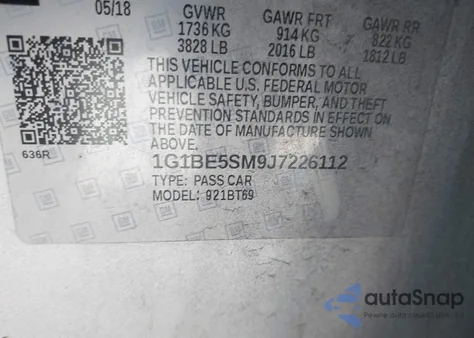 05/18 GVWR GAWR FRT GAWR RR
1736 KG 914 KG 822 KG
3828 LB 2016 LB 1812 LB
THIS VEHICLE CONFORMS TO ALL
APPLICABLE U.S. FEDERAL MOTOR
VEHICLE SAFETY, BUMPER, AND THEFT
PREVENTION STANDARDS IN EFFECT ON
THE DATE OF MANUFACTURE SHOWN
ABOVE.
636R
1G1BE5SM9J7226112
TYPE: PASS CAR
MODEL: 921BT69
autoSnap